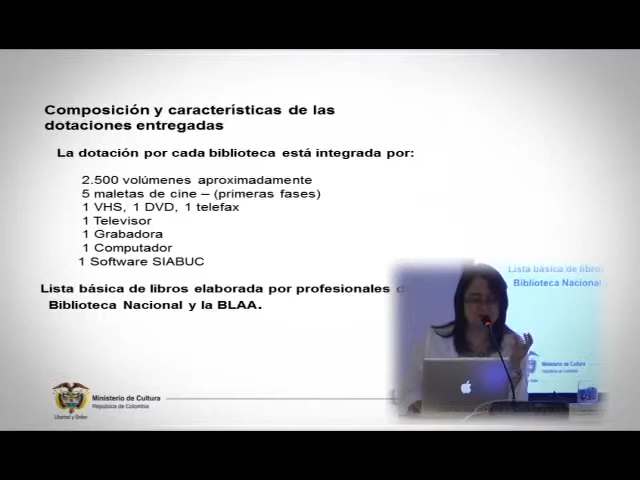 Composición y características de las
dotaciones entregadas
La dotación por cada biblioteca está integrada por:
2.500 volúmenes aproximadamente
5 maletas de cine – (primeras fases)
1 VHS, 1 DVD, 1 telefax
1 Televisor
1 Grabadora
1 Computador
1 Software SIABUC
Lista básica de libros elaborada por profesionales d
Biblioteca Nacional y la BLAA.
Lista básica de libros
Biblioteca Nacional
Ministerio de Cultura
República de Colombia
Libertad y Orden
Ministerio de Cultura
República de Colombia